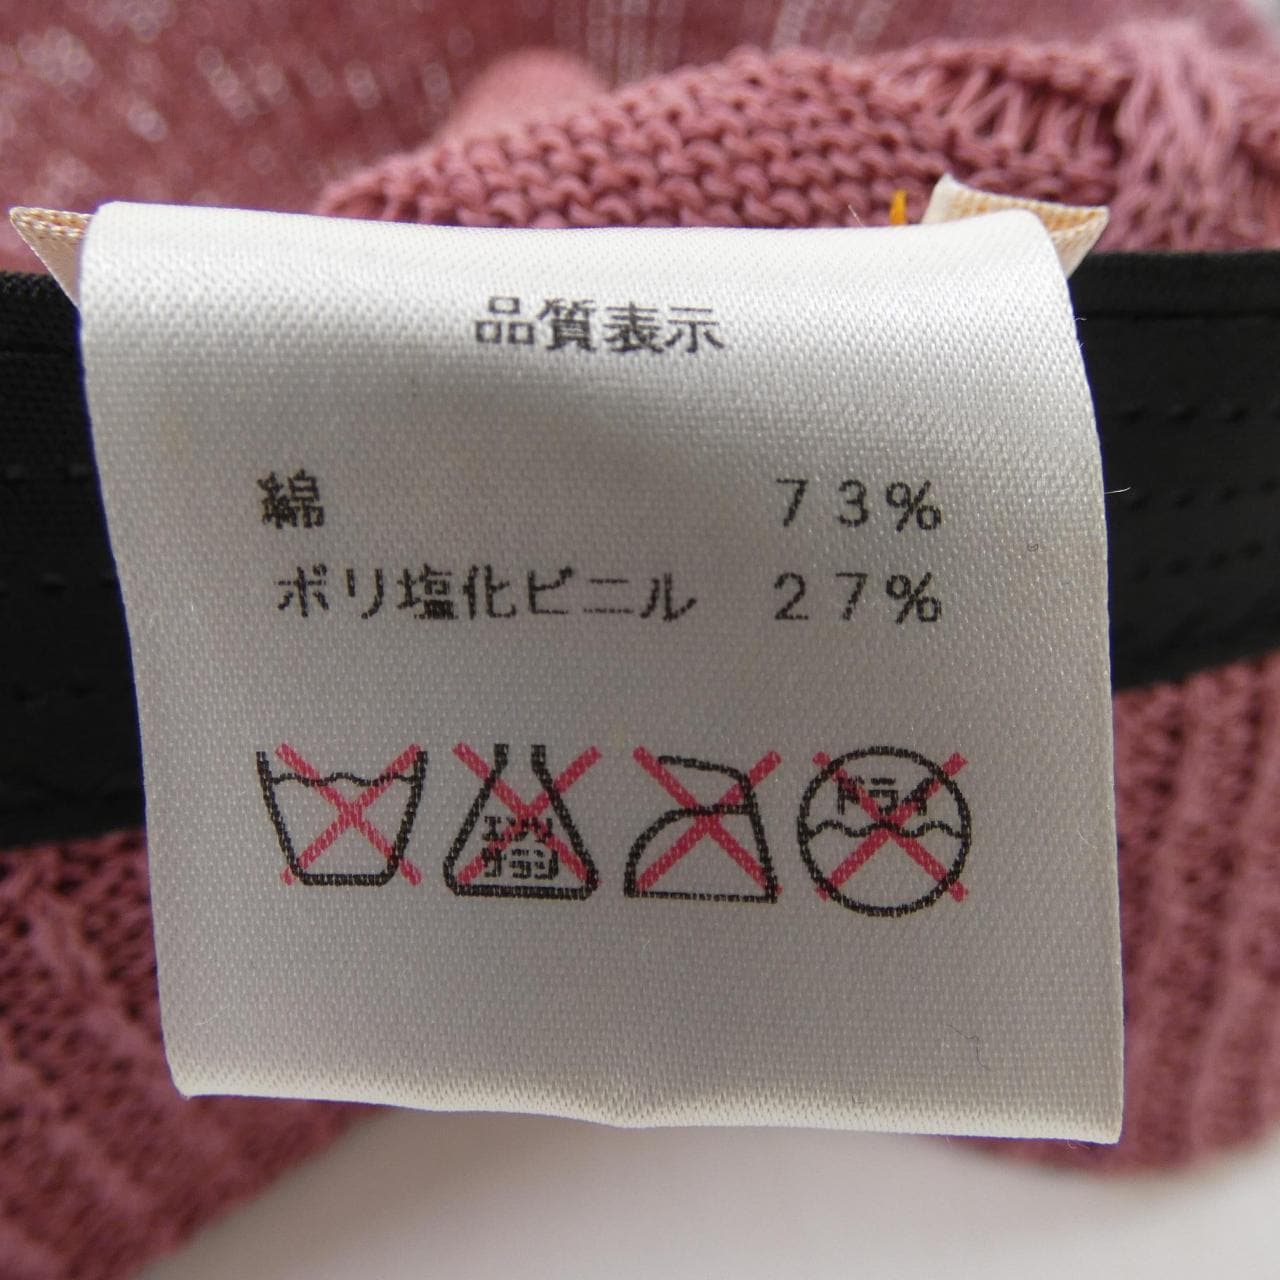 品質表示
綿 73%
ポリ塩化ビニル 27%
エンソ サラシ ドライ